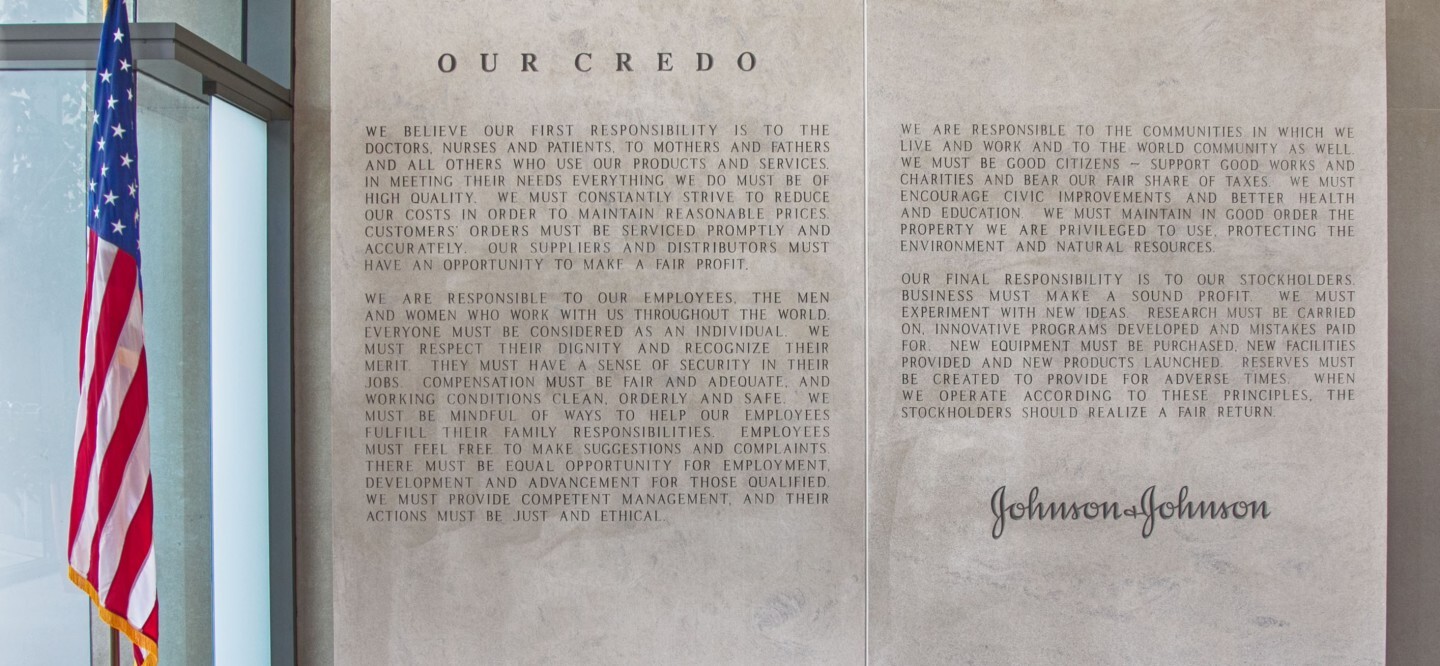 OUR CREDO
WE BELIEVE OUR FIRST RESPONSIBILITY IS TO THE
DOCTORS, NURSES AND PATIENTS, TO MOTHERS AND FATHERS
AND ALL OTHERS WHO USE OUR PRODUCTS AND SERVICES.
IN MEETING THEIR NEEDS EVERYTHING WE DO MUST BE OF
HIGH QUALITY. WE MUST CONSTANTLY STRIVE TO REDUCE
OUR COSTS IN ORDER TO MAINTAIN REASONABLE PRICES.
CUSTOMERS' ORDERS MUST BE SERVICED PROMPTLY AND
ACCURATELY. OUR SUPPLIERS AND DISTRIBUTORS MUST
HAVE AN OPPORTUNITY TO MAKE A FAIR PROFIT.
WE ARE RESPONSIBLE TO OUR EMPLOYEES, THE MEN
AND WOMEN WHO WORK WITH US THROUGHOUT THE WORLD.
EVERYONE MUST BE CONSIDERED AS AN INDIVIDUAL. WE
MUST RESPECT THEIR DIGNITY AND RECOGNIZE THEIR
MERIT. THEY MUST HAVE A SENSE OF SECURITY IN THEIR
JOBS. COMPENSATION MUST BE FAIR AND ADEQUATE, AND
WORKING CONDITIONS CLEAN, ORDERLY AND SAFE. WE
MUST BE MINDFUL OF WAYS TO HELP OUR EMPLOYEES
FULFILL THEIR FAMILY RESPONSIBILITIES. EMPLOYEES
MUST FEEL FREE TO MAKE SUGGESTIONS AND COMPLAINTS.
THERE MUST BE EQUAL OPPORTUNITY FOR EMPLOYMENT,
DEVELOPMENT AND ADVANCEMENT FOR THOSE QUALIFIED.
WE MUST PROVIDE COMPETENT MANAGEMENT, AND THEIR
ACTIONS MUST BE JUST AND ETHICAL.
WE ARE RESPONSIBLE TO THE COMMUNITIES IN WHICH WE
LIVE AND WORK AND TO THE WORLD COMMUNITY AS WELL.
WE MUST BE GOOD CITIZENS – SUPPORT GOOD WORKS AND
CHARITIES AND BEAR OUR FAIR SHARE OF TAXES. WE MUST
ENCOURAGE CIVIC IMPROVEMENTS AND BETTER HEALTH
AND EDUCATION. WE MUST MAINTAIN IN GOOD ORDER THE
PROPERTY WE ARE PRIVILEGED TO USE, PROTECTING THE
ENVIRONMENT AND NATURAL RESOURCES.
OUR FINAL RESPONSIBILITY IS TO OUR STOCKHOLDERS.
BUSINESS MUST MAKE A SOUND PROFIT. WE MUST
EXPERIMENT WITH NEW IDEAS. RESEARCH MUST BE CARRIED
ON, INNOVATIVE PROGRAMS DEVELOPED AND MISTAKES PAID
FOR. NEW EQUIPMENT MUST BE PURCHASED, NEW FACILITIES
PROVIDED AND NEW PRODUCTS LAUNCHED. RESERVES MUST
BE CREATED TO PROVIDE FOR ADVERSE TIMES. WHEN
WE OPERATE ACCORDING TO THESE PRINCIPLES, THE
STOCKHOLDERS SHOULD REALIZE A FAIR RETURN.
Johnson & Johnson